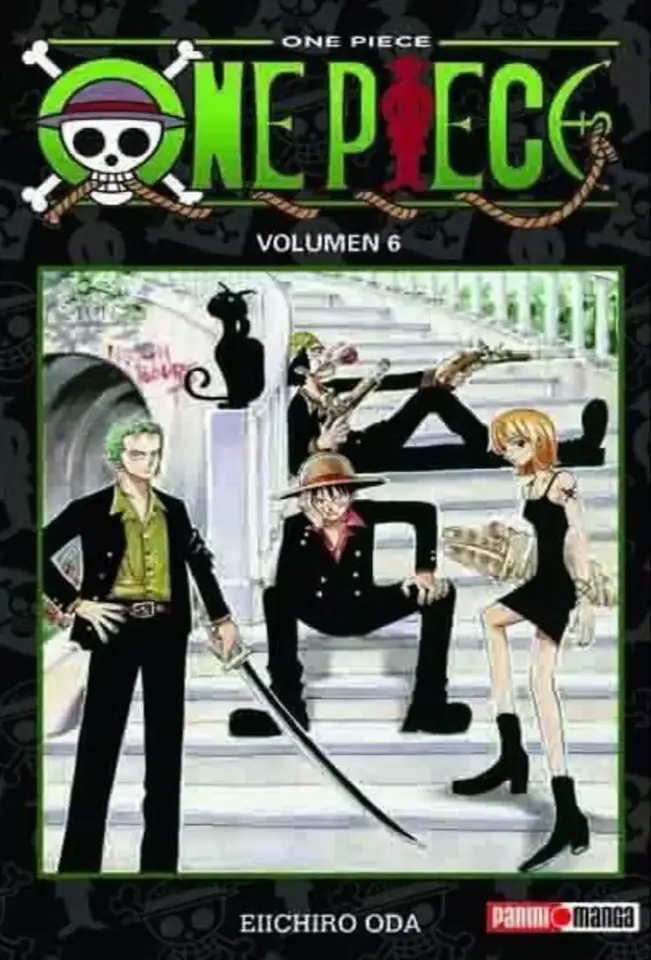 ONE PIECE
ONE PIECE
VOLUMEN 6
EIICHIRO ODA
PANINI MANGA